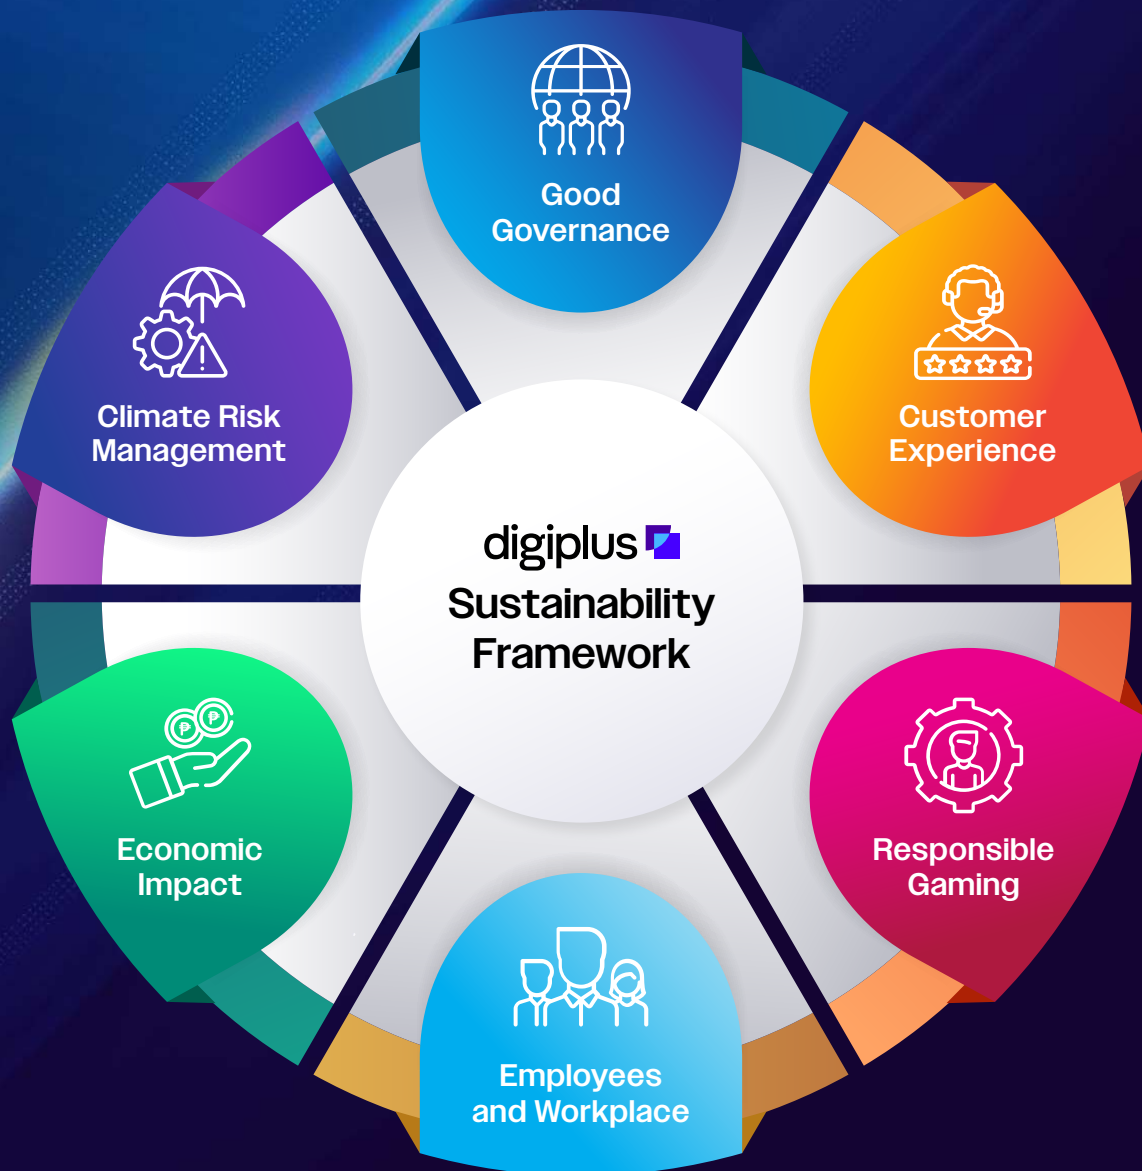 Good
Governance
Customer
Experience
Responsible
Gaming
Employees
and Workplace
Economic
Impact
₱ ₱
Climate Risk
Management
digiplus
Sustainability
Framework